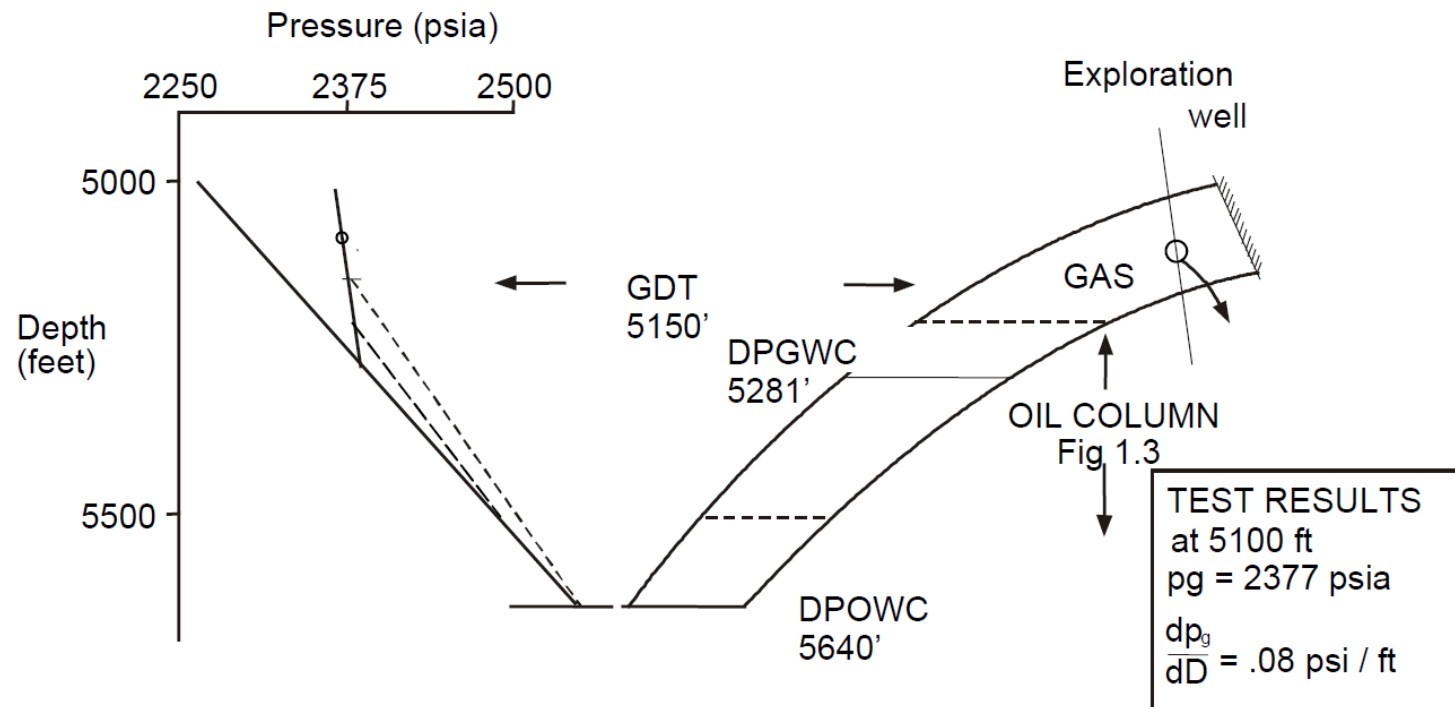 Pressure (psia)
2250 2375 2500
5000
5500
Depth
(feet)
GDT
5150'
DPGWC
5281'
DPOWC
5640'
Exploration
well
GAS
OIL COLUMN
Fig 1.3
TEST RESULTS
at 5100 ft
pg = 2377 psia
dpg
dD = .08 psi / ft